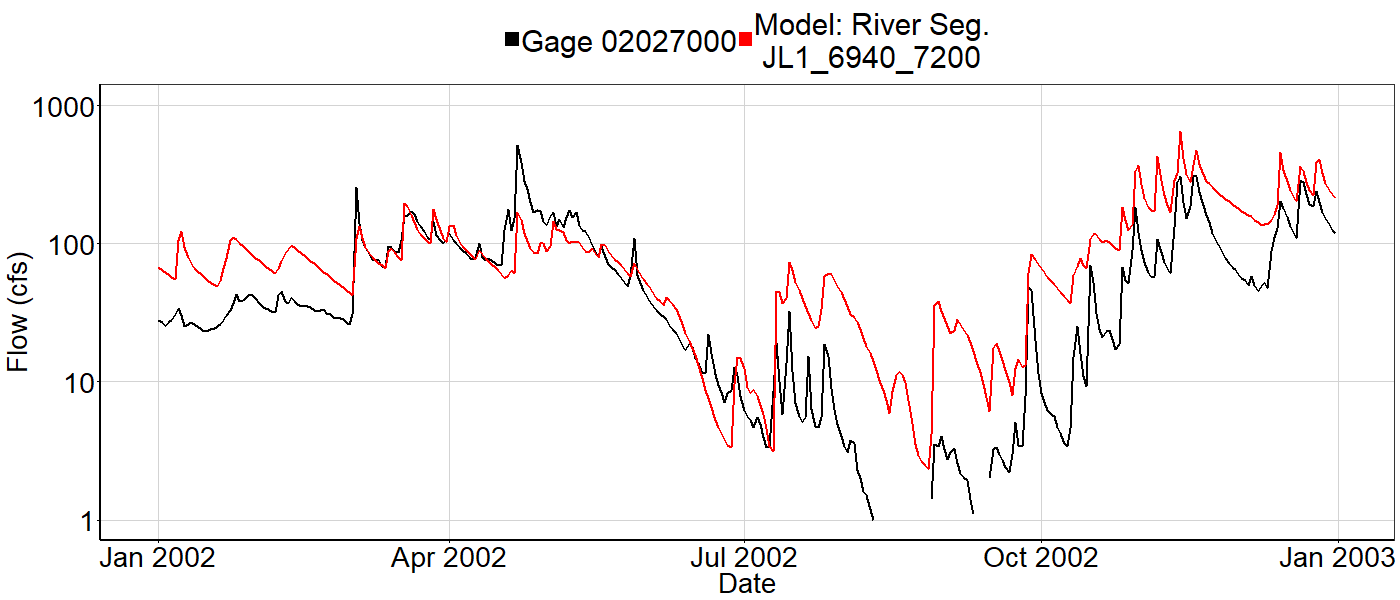 Gage 02027000
Model: River Seg.
JL1_6940_7200
Flow (cfs)
1000
100
10
1
Jan 2002
Apr 2002
Jul 2002
Oct 2002
Jan 2003
Date